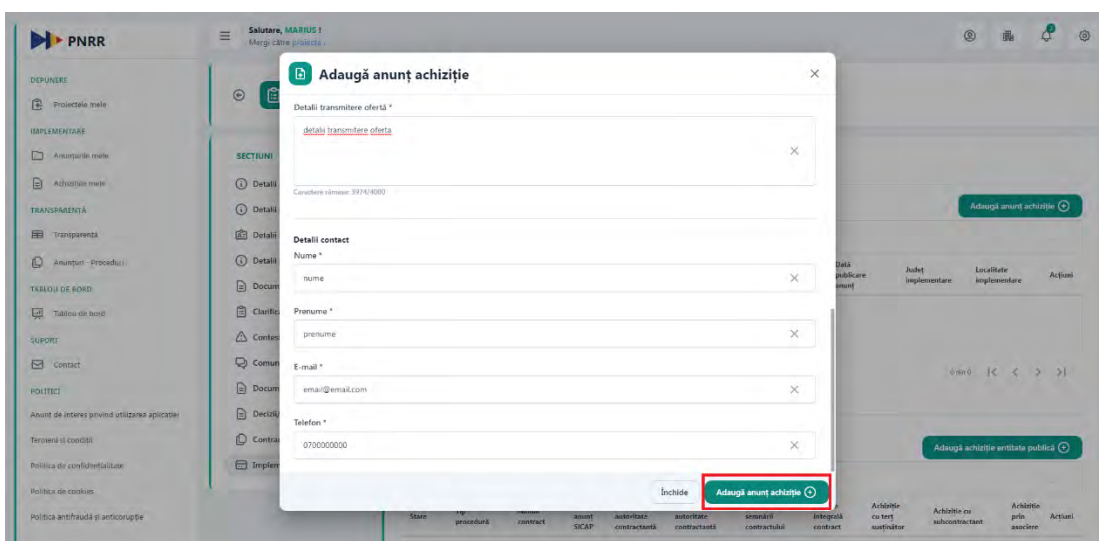 PNRR
Salutare, MARIUS !
Mergi către proiecte
DEPUNERE
Proiectele mele
IMPLEMENTARE
Anunțurile mele
Achizițiile mele
TRANSPARENȚĂ
Transparență
Anunțuri - Proceduri
TABLOU DE BORD
Tablou de bord
SUPORT
Contact
POLITICI
Anunt de interes privind utilizarea aplicației
Termeni și condiții
Politica de confidențialitate
Politica de cookies
Politica antifraudă și anticorupție
SECȚIUNI
Detalii
Detalii
Detalii
Detalii
Docum
Clarific
Contes
Comun
Docum
Decizii/
Contrac
Implem
Adaugă anunț achiziție
Detalii transmitere ofertă *
detalii transmitere oferta
Caractere rămase: 3974/4000
Detalii contact
Nume *
nume
Prenume *
prenume
E-mail *
email@email.com
Telefon *
0700000000
Închide
Adaugă anunț achiziție
Adaugă anunț achiziție
Dată publicare anunț
Județ implementare
Localitate implementare
Acțiuni
0 din 0
Adaugă achiziție entitate publică
Stare
procedură
contract
anunț SICAP
autoritate contractantă
autoritate contractantă
semnării contractului
integrală contract
Achiziție cu terț susținător
Achiziție cu subcontractant
Achiziție prin asociere
Acțiuni